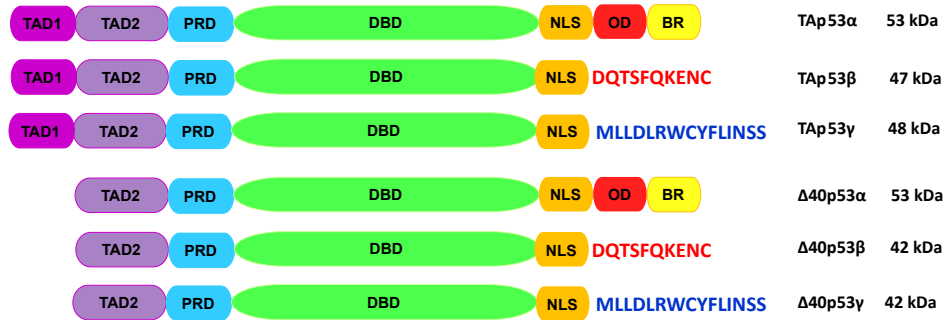 TAD1 TAD2 PRD DBD NLS OD BR TAp53α 53 kDa
TAD1 TAD2 PRD DBD NLS DQTSFQKENC TAp53β 47 kDa
TAD1 TAD2 PRD DBD NLS MLLDLRWCYFLINSS TAp53γ 48 kDa
TAD2 PRD DBD NLS OD BR Δ40p53α 53 kDa
TAD2 PRD DBD NLS DQTSFQKENC Δ40p53β 42 kDa
TAD2 PRD DBD NLS MLLDLRWCYFLINSS Δ40p53γ 42 kDa